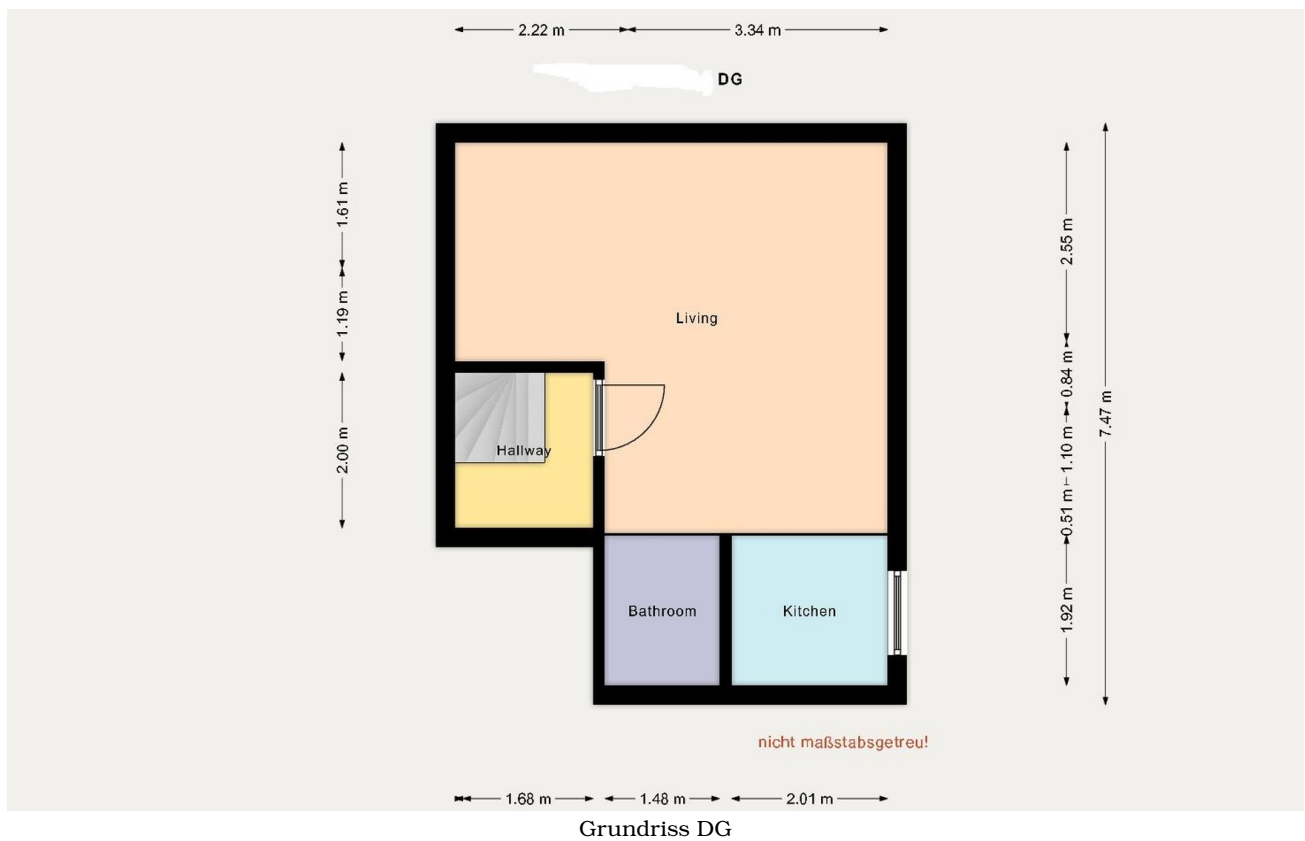 2.22 m 3.34 m
DG
1.61 m
1.19 m
2.00 m
Living
Hallway
Bathroom
Kitchen
2.55 m
0.84 m
1.10 m
0.51 m
1.92 m
7.47 m
nicht maßstabsgetreu!
1.68 m 1.48 m 2.01 m
Grundriss DG